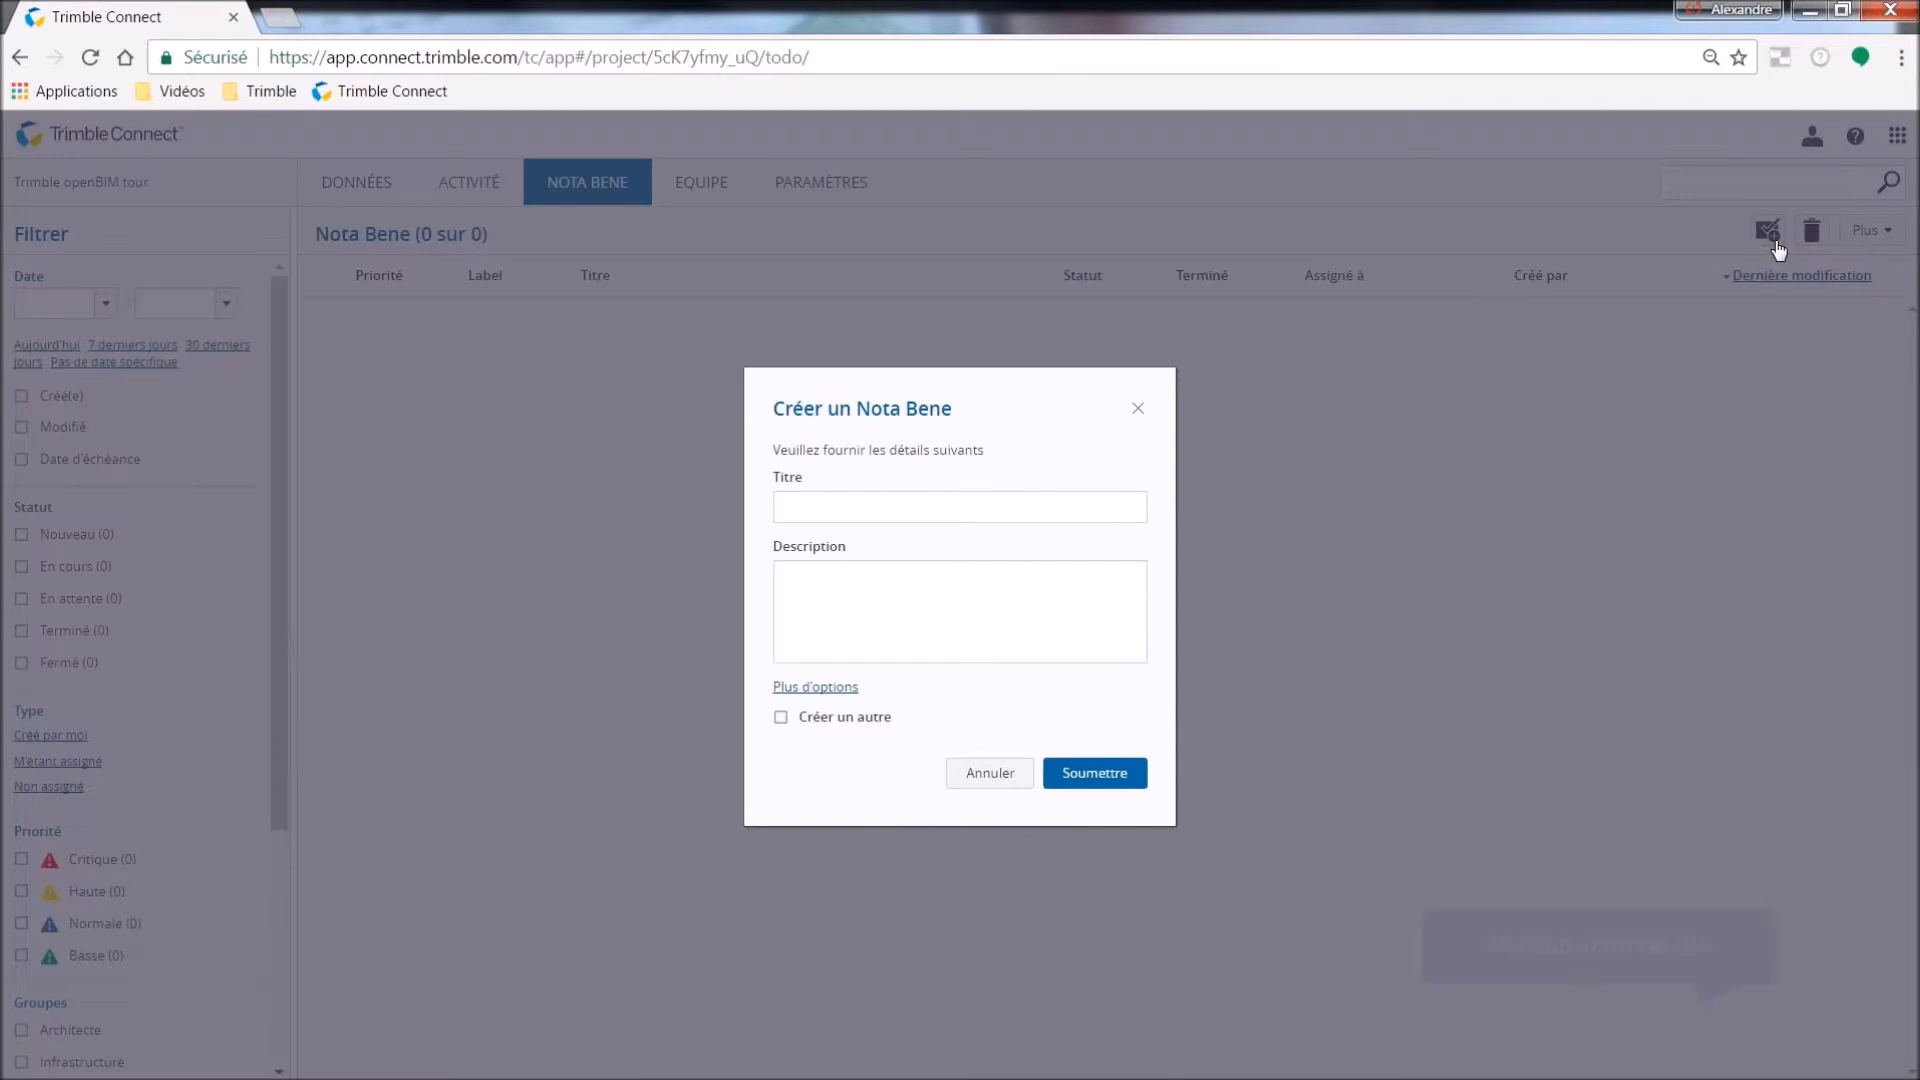 Trimble Connect
Alexandre
Sécurisé
https://app.connect.trimble.com/tc/app#/project/5cK7yfmy_uQ/todo/
Applications
Vidéos
Trimble
Trimble Connect
Trimble Connect
Trimble openBIM tour
DONNÉES
ACTIVITÉ
NOTA BENE
EQUIPE
PARAMÈTRES
Filtrer
Nota Bene (0 sur 0)
Plus
Priorité
Label
Titre
Statut
Terminé
Assigné à
Créé par
Dernière modification
Date
Aujourd'hui 7 derniers jours 30 derniers
jours Pas de date spécifique
Créé(e)
Modifié
Date d'échéance
Statut
Nouveau (0)
En cours (0)
En attente (0)
Terminé (0)
Fermé (0)
Type
Créé par moi
M'étant assigné
Non assigné
Priorité
Critique (0)
Haute (0)
Normale (0)
Basse (0)
Groupes
Architecte
Infrastructure
Créer un Nota Bene
Veuillez fournir les détails suivants
Titre
Description
Plus d'options
Créer un autre
Annuler
Soumettre